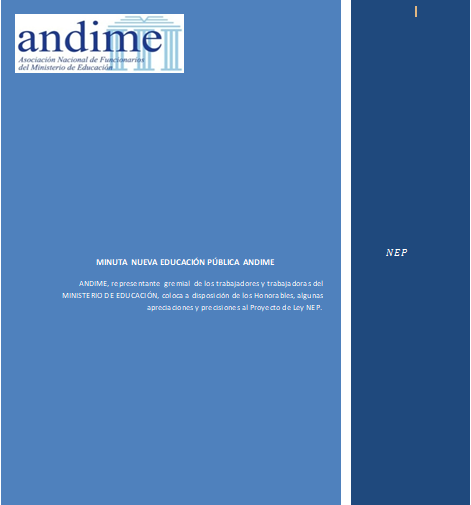 andime
Asociación Nacional de Funcionarios
del Ministerio de Educación
MINUTA NUEVA EDUCACIÓN PÚBLICA ANDIME
ANDIME, representante gremial de los trabajadores y trabajadoras del
MINISTERIO DE EDUCACIÓN, coloca a disposición de los Honorables, algunas
apreciaciones y precisiones al Proyecto de Ley NEP.
NEP